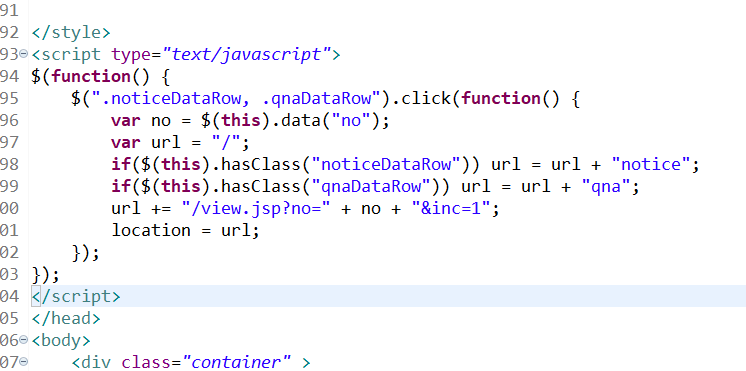 91
92 </style>
93 <script type="text/javascript">
94 $(function() {
95     $(".noticeDataRow, .qnaDataRow").click(function() {
96         var no = $(this).data("no");
97         var url = "/";
98         if($(this).hasClass("noticeDataRow")) url = url + "notice";
99         if($(this).hasClass("qnaDataRow")) url = url + "qna";
00         url += "/view.jsp?no=" + no + "&inc=1";
01         location = url;
02     });
03 });
04 </script>
05 </head>
06 <body>
07     <div class="container" >